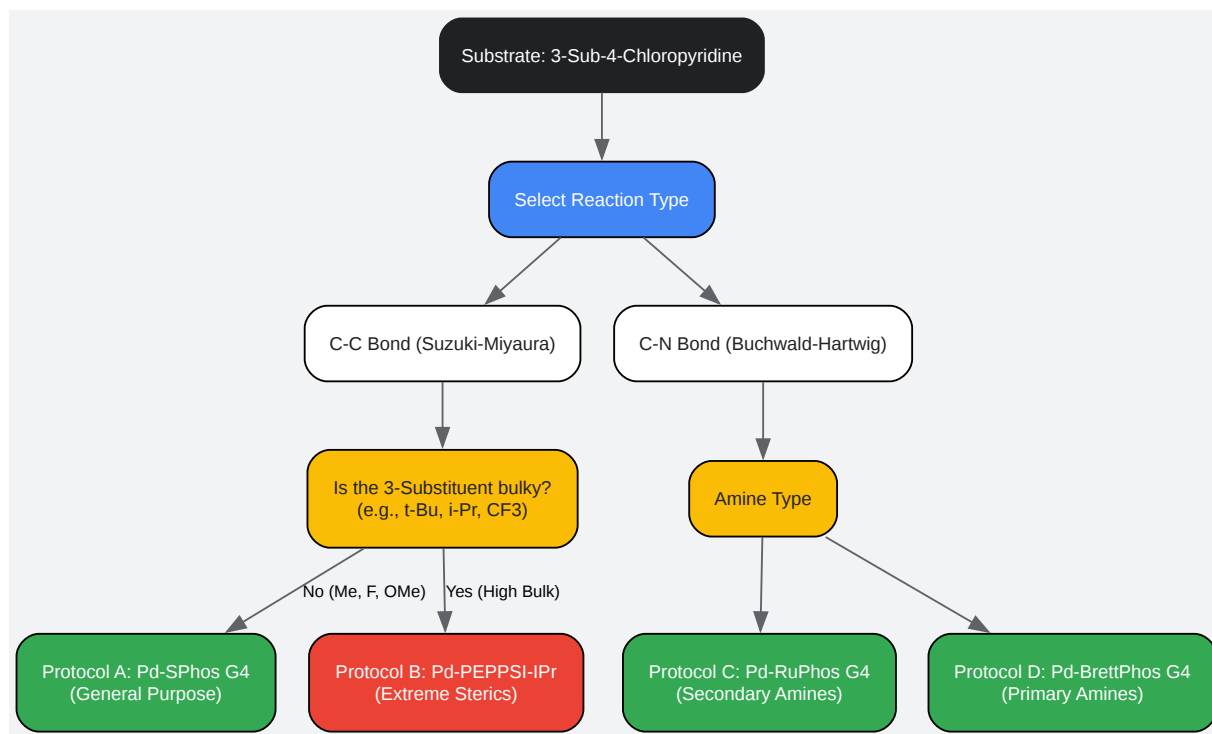 Substrate: 3-Sub-4-Chloropyridine
Select Reaction Type
C-C Bond (Suzuki-Miyaura)
C-N Bond (Buchwald-Hartwig)
Is the 3-Substituent bulky?
(e.g., t-Bu, i-Pr, CF3)
Amine Type
No (Me, F, OMe)
Yes (High Bulk)
Protocol A: Pd-SPhos G4
(General Purpose)
Protocol B: Pd-PEPPSI-IPr
(Extreme Sterics)
Protocol C: Pd-RuPhos G4
(Secondary Amines)
Protocol D: Pd-BrettPhos G4
(Primary Amines)